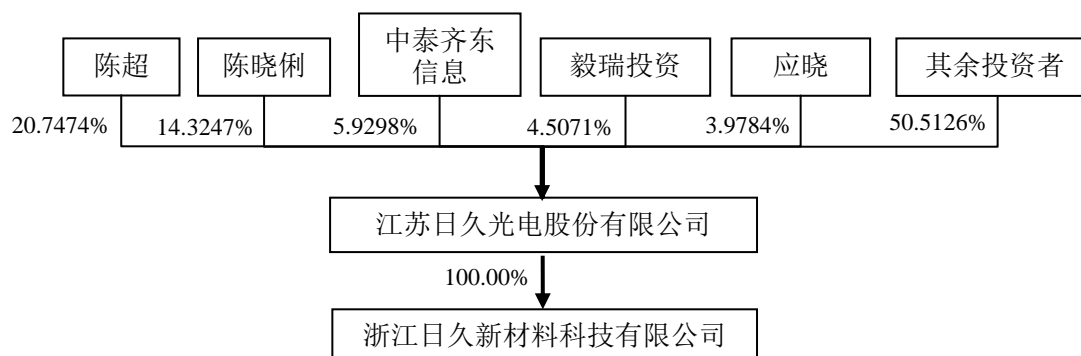 陈超
陈晓俐
中泰齐东
信息
毅瑞投资
应晓
其余投资者
20.7474%
14.3247%
5.9298%
4.5071%
3.9784%
50.5126%
江苏日久光电股份有限公司
100.00%
浙江日久新材料科技有限公司